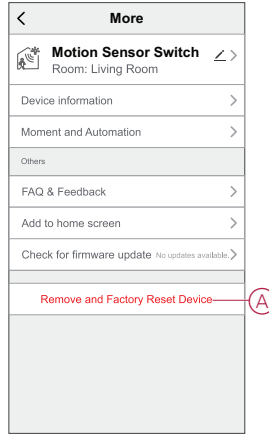 More
Motion Sensor Switch
Room: Living Room
Device information
Moment and Automation
Others
FAQ & Feedback
Add to home screen
Check for firmware update No updates available.
Remove and Factory Reset Device
A